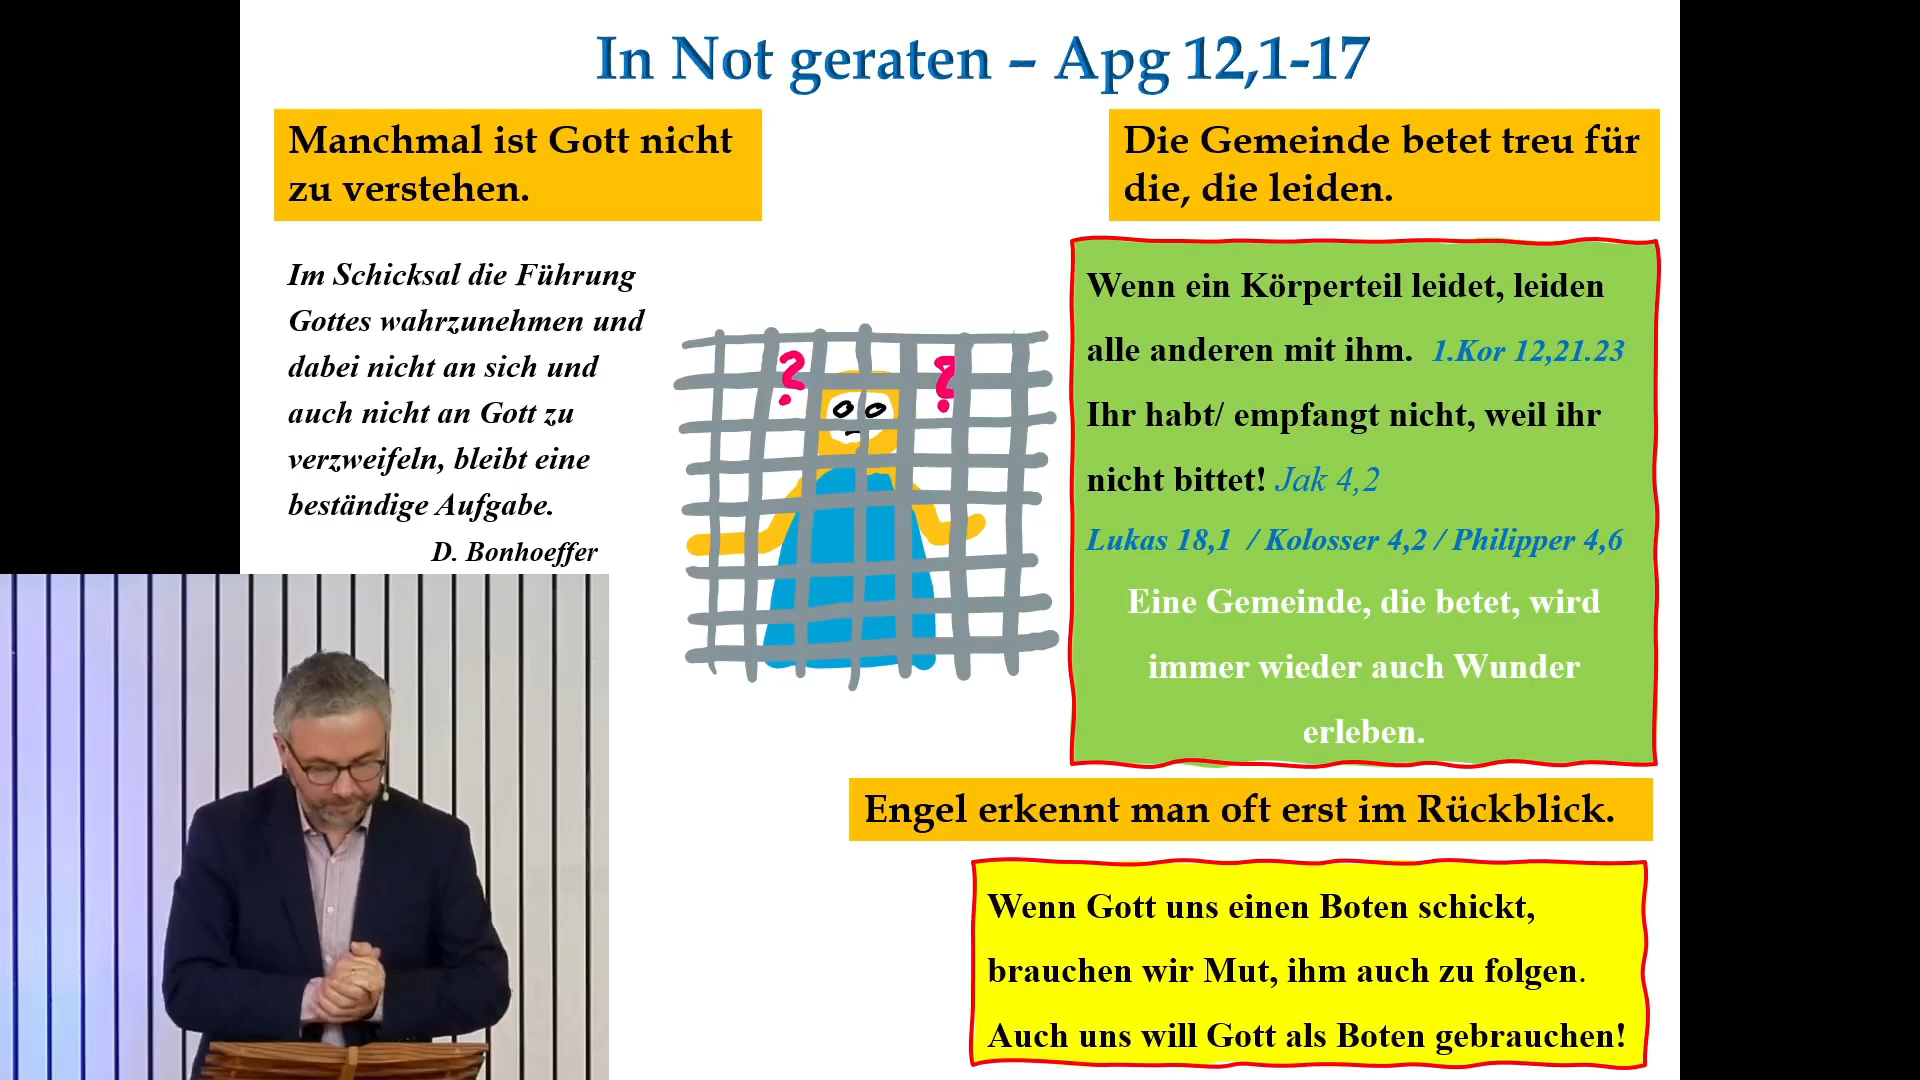 In Not geraten – Apg 12,1-17
Manchmal ist Gott nicht
zu verstehen.
Im Schicksal die Führung
Gottes wahrzunehmen und
dabei nicht an sich und
auch nicht an Gott zu
verzweifeln, bleibt eine
beständige Aufgabe.
D. Bonhoeffer
? ?
Die Gemeinde betet treu für
die, die leiden.
Wenn ein Körperteil leidet, leiden
alle anderen mit ihm. 1.Kor 12,21.23
Ihr habt/ empfangt nicht, weil ihr
nicht bittet! Jak 4,2
Lukas 18,1 / Kolosser 4,2 / Philipper 4,6
Eine Gemeinde, die betet, wird
immer wieder auch Wunder
erleben.
Engel erkennt man oft erst im Rückblick.
Wenn Gott uns einen Boten schickt,
brauchen wir Mut, ihm auch zu folgen.
Auch uns will Gott als Boten gebrauchen!